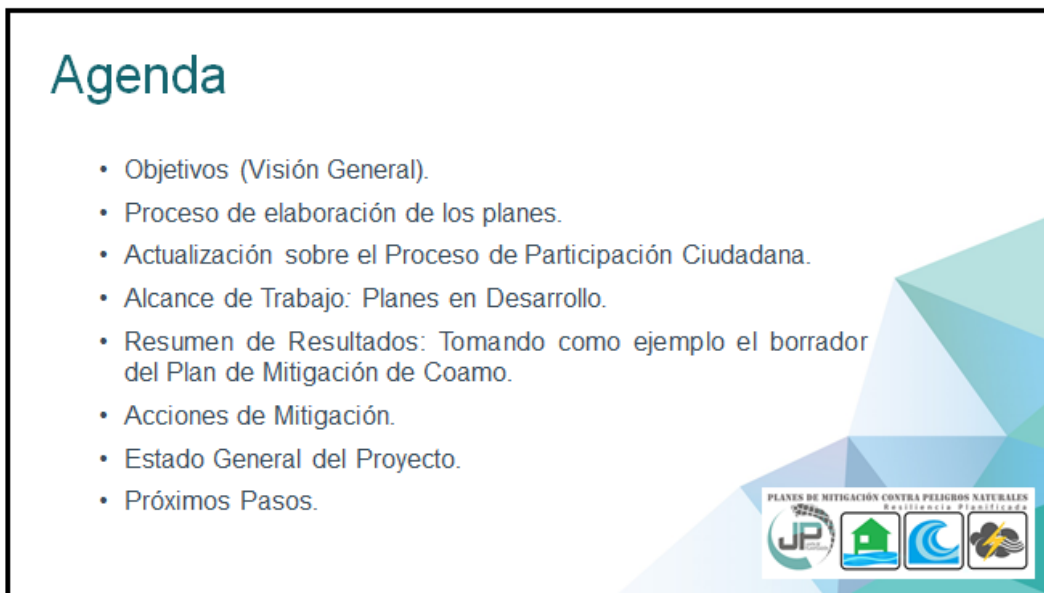 Agenda
• Objetivos (Visión General).
• Proceso de elaboración de los planes.
• Actualización sobre el Proceso de Participación Ciudadana.
• Alcance de Trabajo: Planes en Desarrollo.
• Resumen de Resultados: Tomando como ejemplo el borrador
del Plan de Mitigación de Coamo.
• Acciones de Mitigación.
• Estado General del Proyecto.
• Próximos Pasos.
PLANES DE MITIGACIÓN CONTRA PELIGROS NATURALES
Resiliencia Planificada
JP